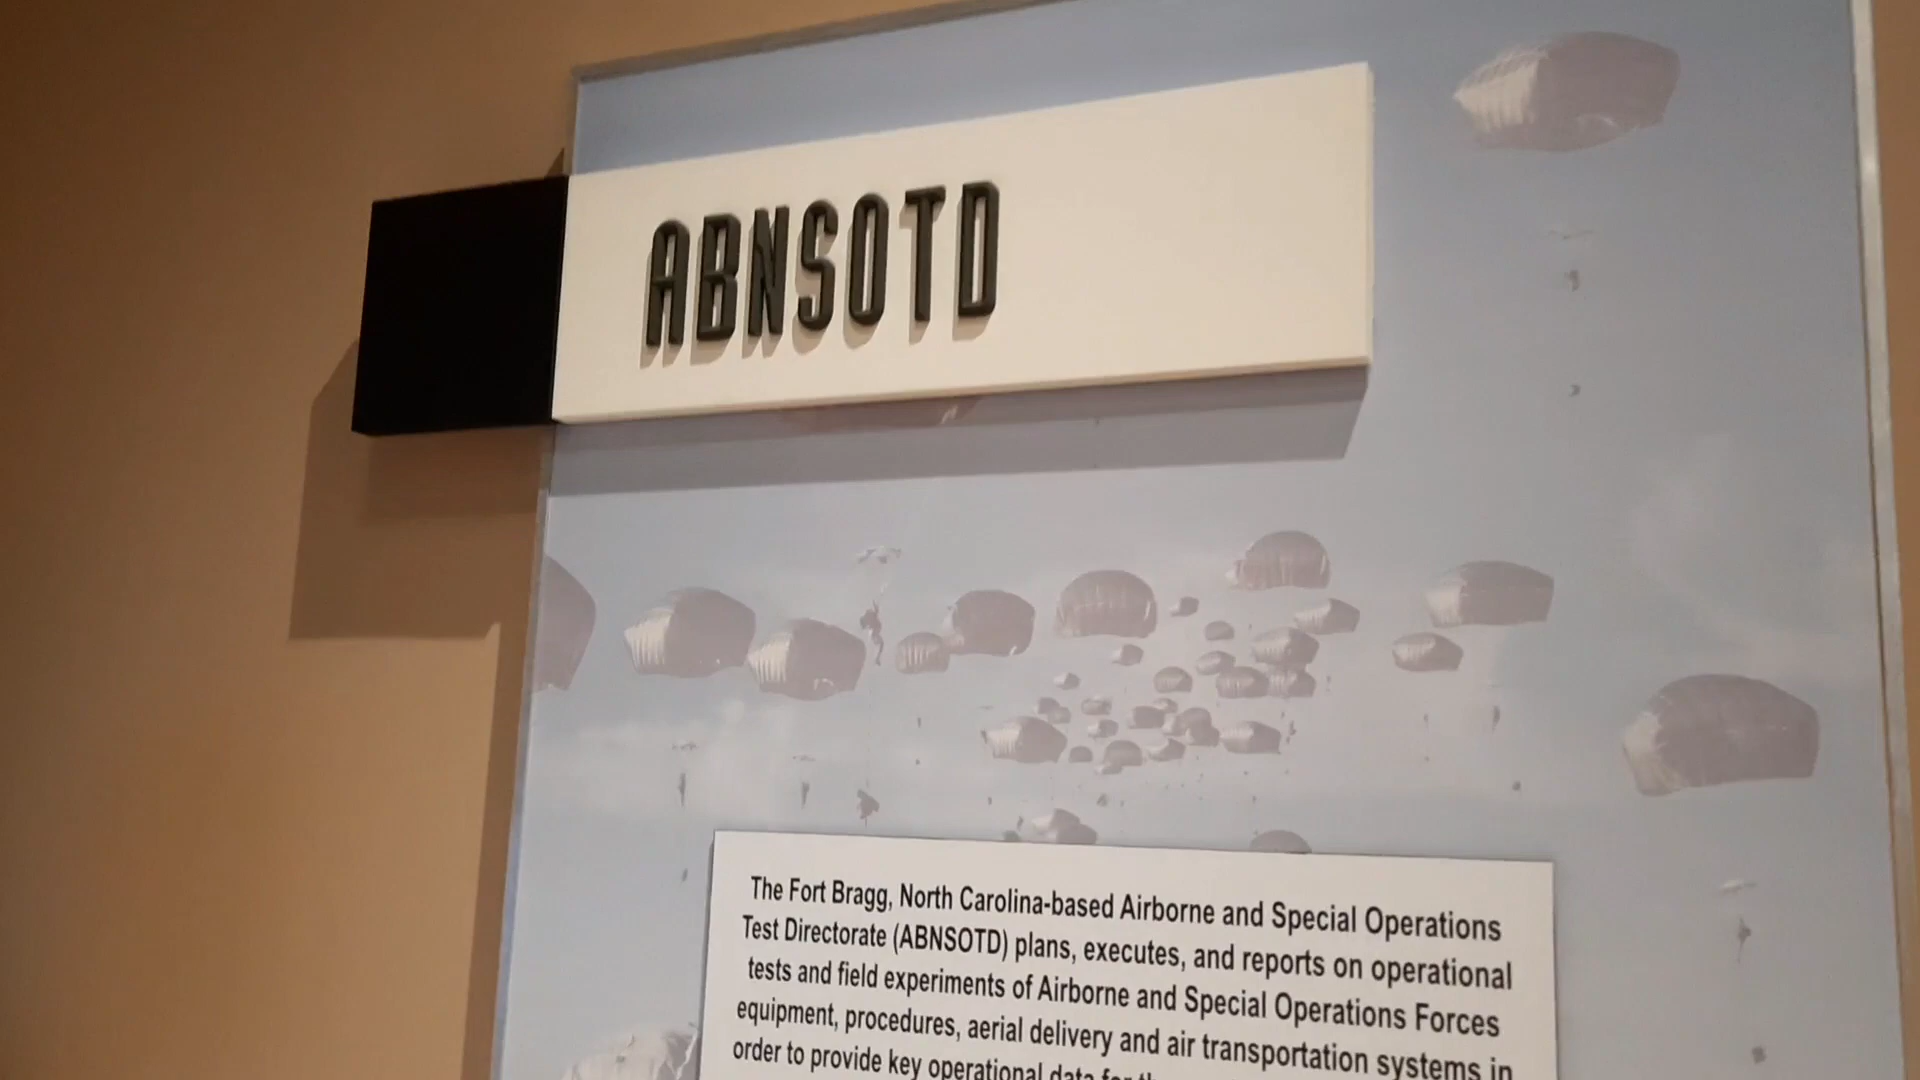 ABNSOTD
The Fort Bragg, North Carolina-based Airborne and Special Operations
Test Directorate (ABNSOTD) plans, executes, and reports on operational
tests and field experiments of Airborne and Special Operations Forces
equipment, procedures, aerial delivery and air transportation systems in
order to provide key operational data for